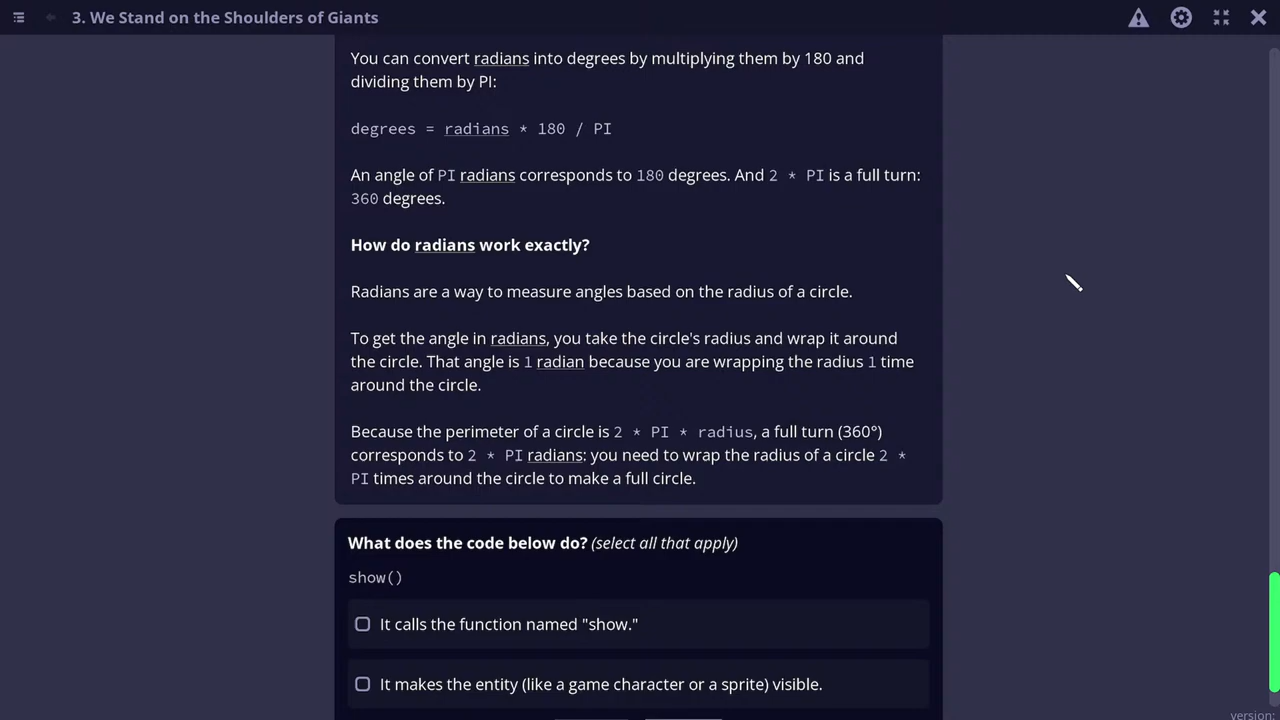 3. We Stand on the Shoulders of Giants
You can convert radians into degrees by multiplying them by 180 and
dividing them by PI:
degrees = radians * 180 / PI
An angle of PI radians corresponds to 180 degrees. And 2 * PI is a full turn:
360 degrees.
How do radians work exactly?
Radians are a way to measure angles based on the radius of a circle.
To get the angle in radians, you take the circle's radius and wrap it around
the circle. That angle is 1 radian because you are wrapping the radius 1 time
around the circle.
Because the perimeter of a circle is 2 * PI * radius, a full turn (360°)
corresponds to 2 * PI radians: you need to wrap the radius of a circle 2 *
PI times around the circle to make a full circle.
What does the code below do? (select all that apply)
show()
It calls the function named "show."
It makes the entity (like a game character or a sprite) visible.
version: